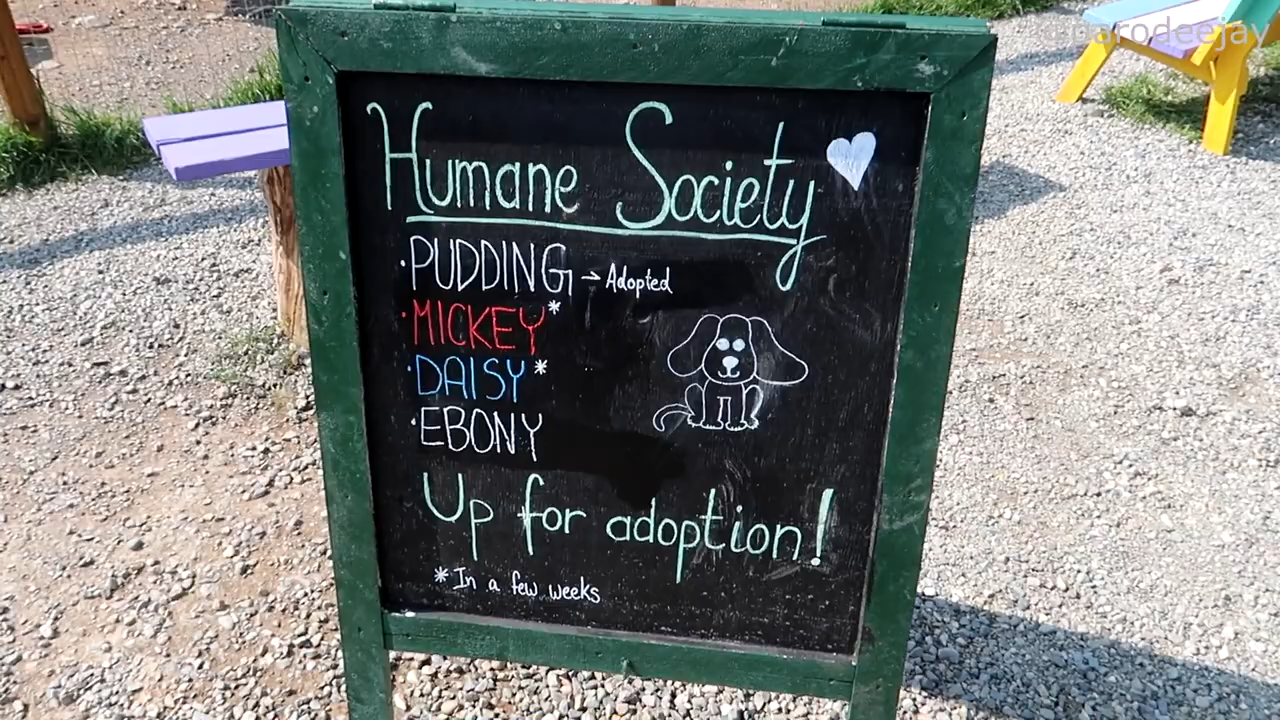 Humane Society
·PUDDING → Adopted
·MICKEY*
·DAISY*
·EBONY
Up for adoption!
*In a few weeks